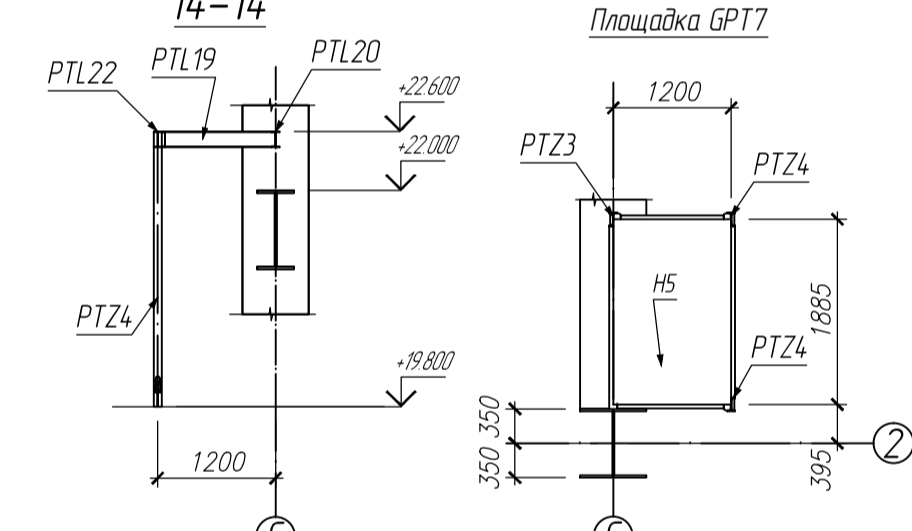 14-14
PTL22
PTL19
PTL20
+22.600
+22.000
PTZ4
+19.800
1200
Площадка GPT7
1200
PTZ3
PTZ4
H5
1885
PTZ4
350
350
395
2